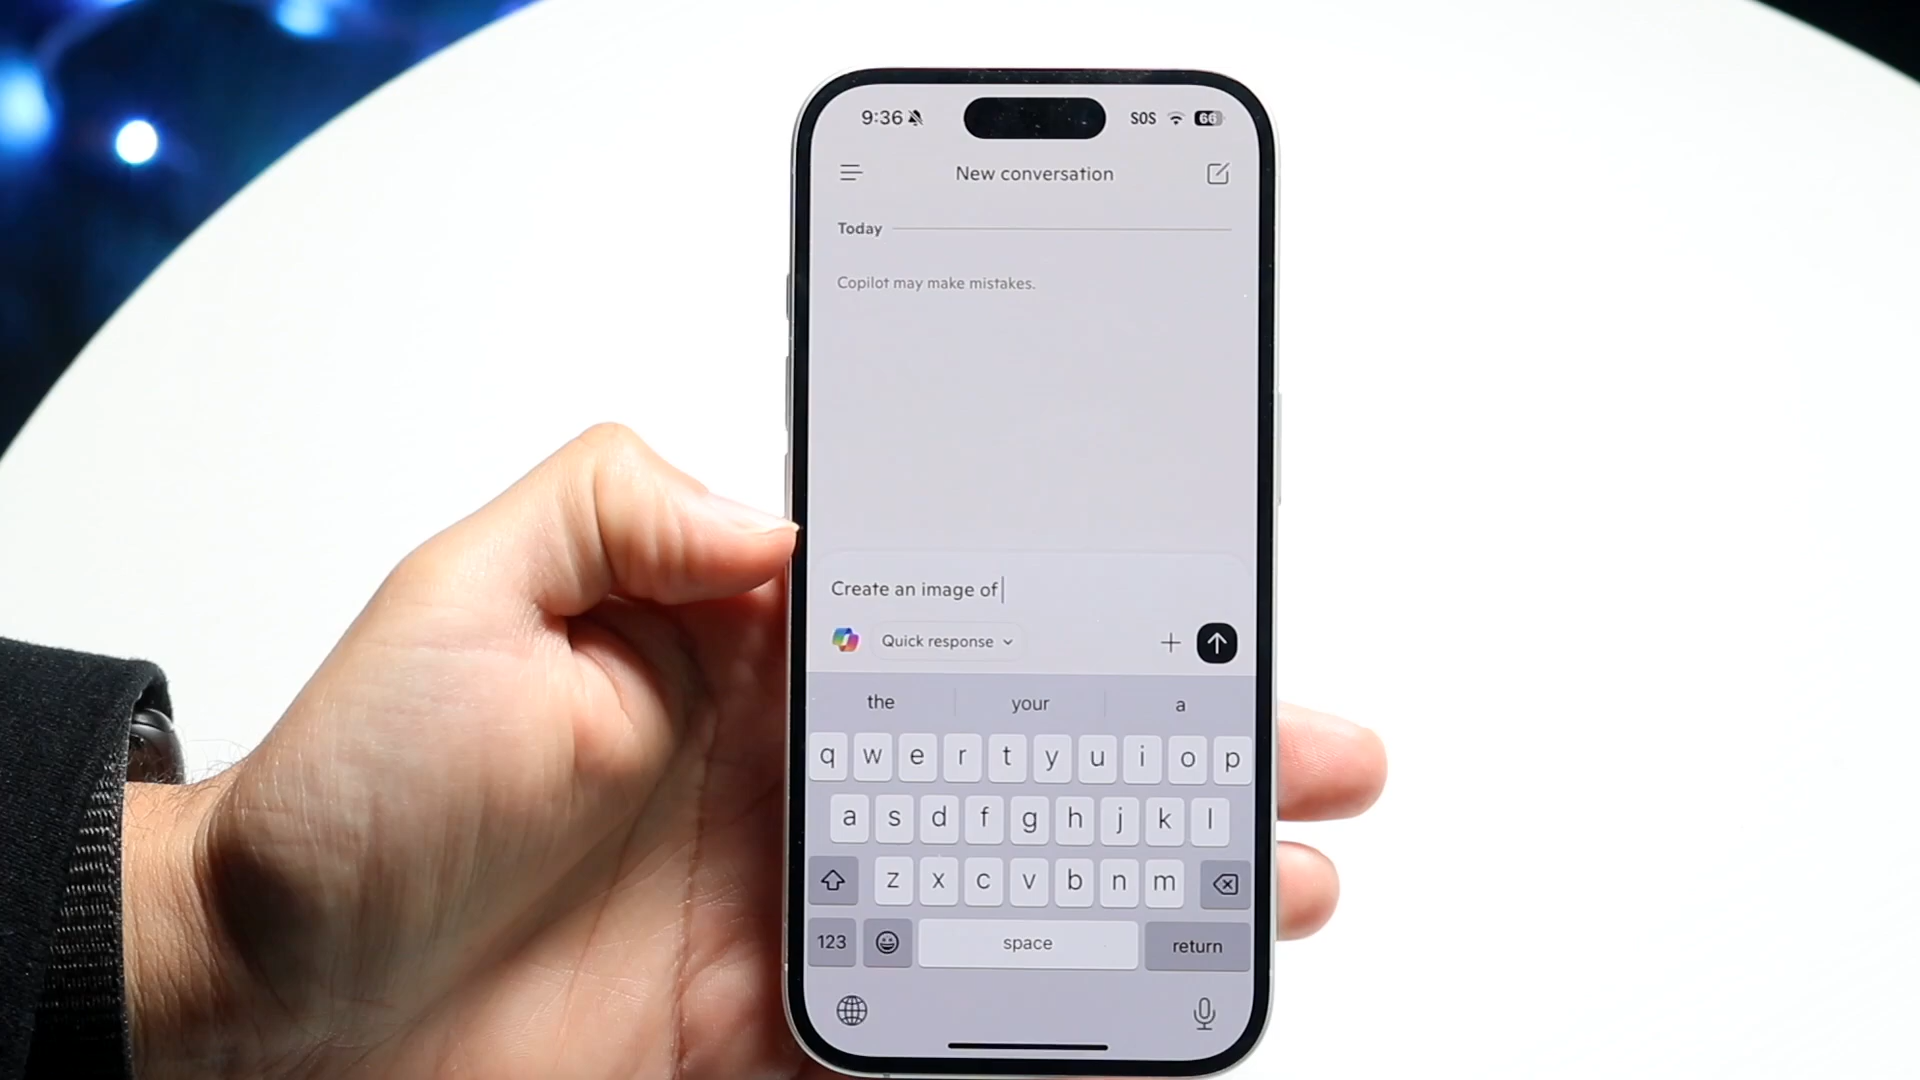 9:36 SOS 66
New conversation
Today
Copilot may make mistakes.
Create an image of
Quick response
the your a
q w e r t y u i o p
a s d f g h j k l
z x c v b n m
123 space return